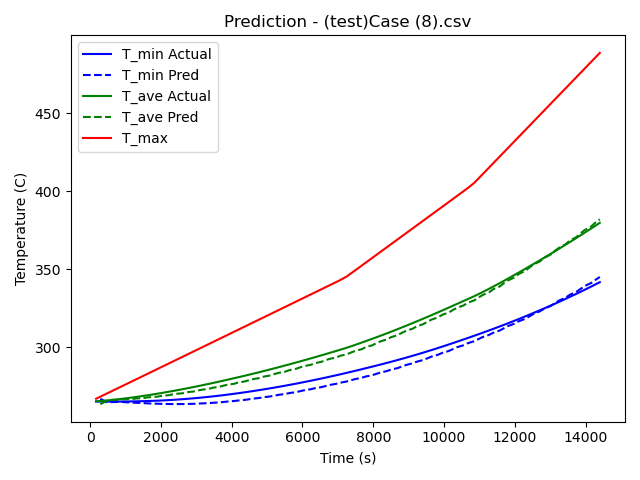 Prediction - (test)Case (8).csv
T_min Actual
T_min Pred
T_ave Actual
T_ave Pred
T_max
Temperature (C)
450
400
350
300
0 2000 4000 6000 8000 10000 12000 14000
Time (s)